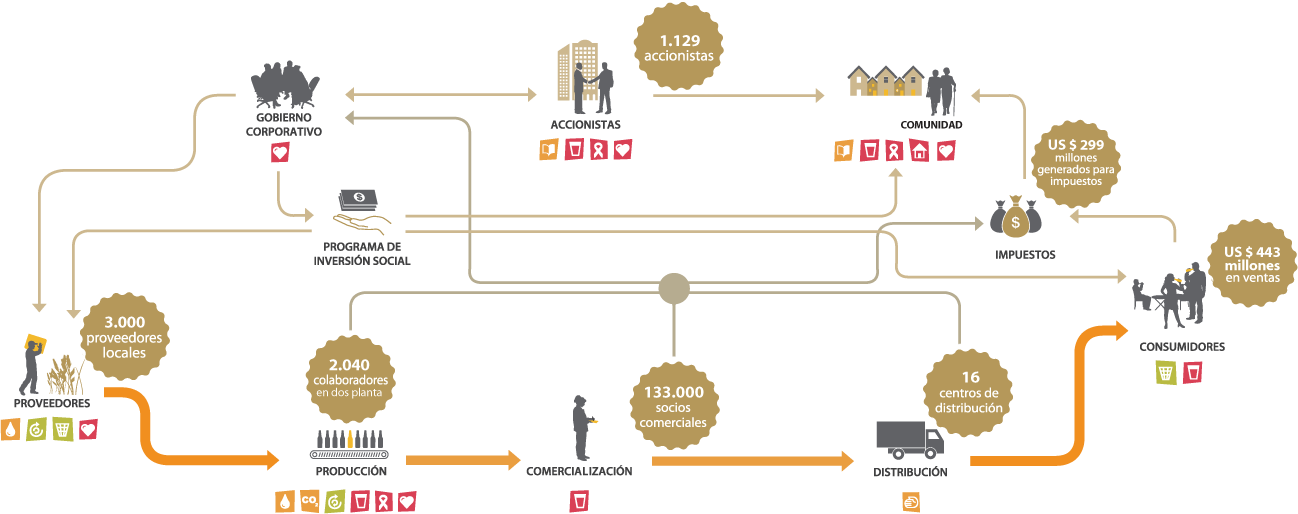 1.129
accionistas
GOBIERNO
CORPORATIVO
ACCIONISTAS
COMUNIDAD
US $ 299
millones
generados para
impuestos
$
PROGRAMA DE
INVERSIÓN SOCIAL
$
IMPUESTOS
US $ 443
millones
en ventas
3.000
proveedores
locales
CONSUMIDORES
2.040
colaboradores
en dos planta
133.000
socios
comerciales
16
centros de
distribución
PROVEEDORES
PRODUCCIÓN
COMERCIALIZACIÓN
DISTRIBUCIÓN
CO2